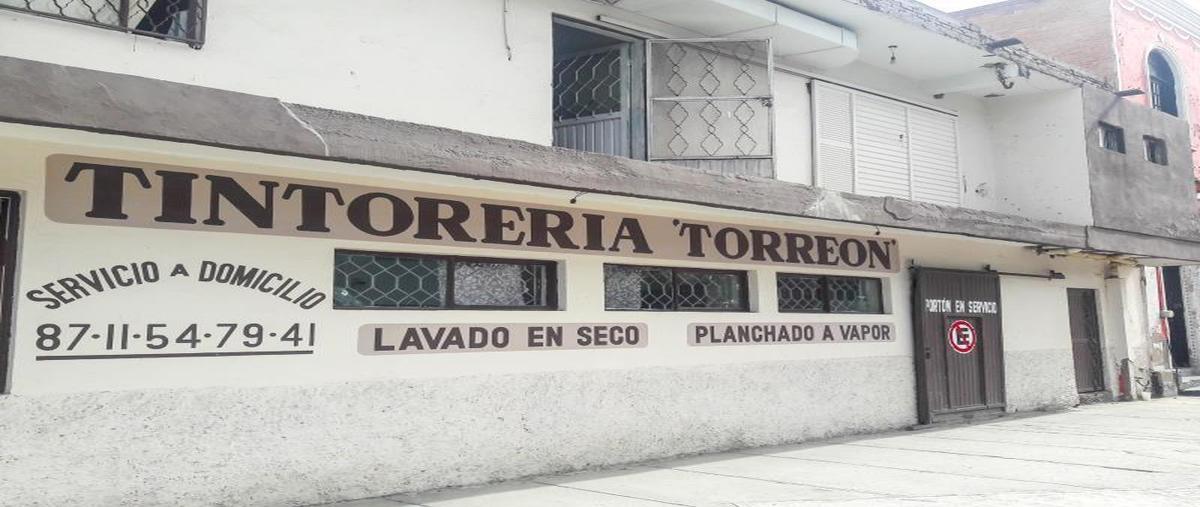 TINTORERIA 'TORREON'
SERVICIO A DOMICILIO
87·11·54·79·41
LAVADO EN SECO
PLANCHADO A VAPOR
PORTÓN EN SERVICIO
E